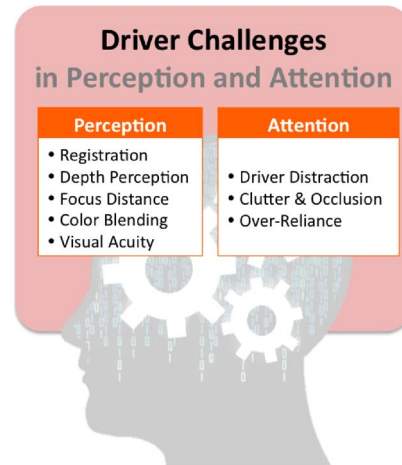 Driver Challenges
in Perception and Attention
Perception
• Registration
• Depth Perception
• Focus Distance
• Color Blending
• Visual Acuity
Attention
• Driver Distraction
• Clutter & Occlusion
• Over-Reliance